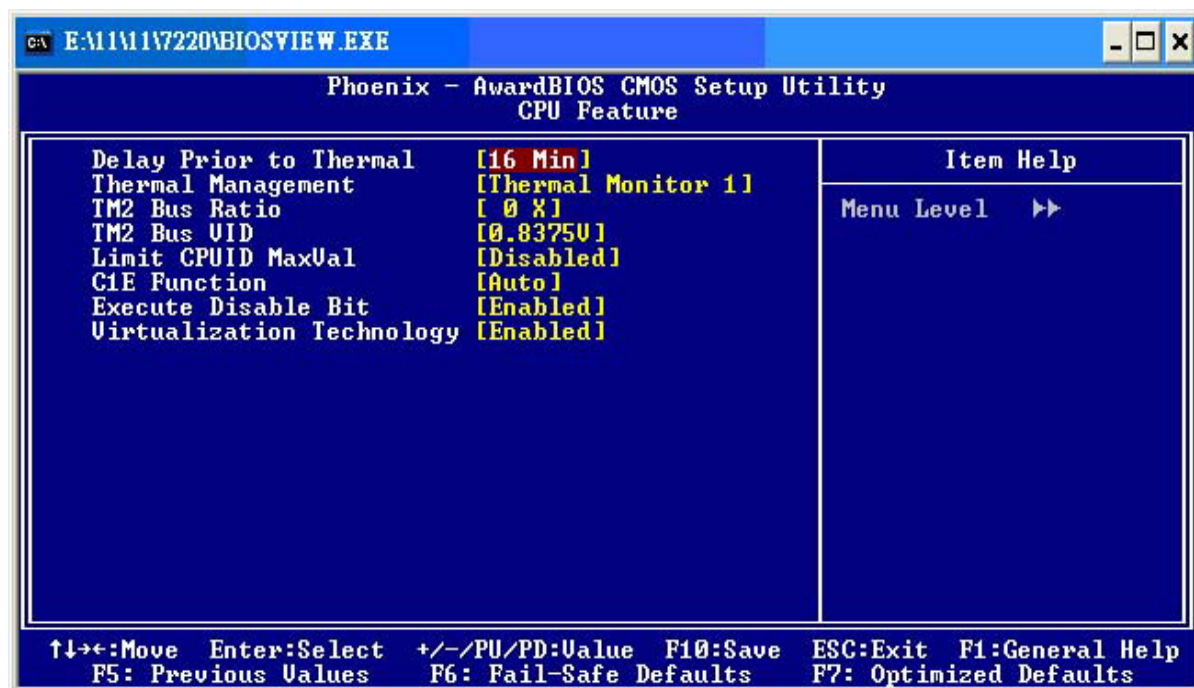 E:\11\11\7220\BIOSVIEW.EXE
Phoenix - AwardBIOS CMOS Setup Utility
CPU Feature
Delay Prior to Thermal [16 Min]
Thermal Management [Thermal Monitor 1]
TM2 Bus Ratio [ 0 X]
TM2 Bus VID [0.8375V]
Limit CPUID MaxVal [Disabled]
C1E Function [Auto]
Execute Disable Bit [Enabled]
Virtualization Technology [Enabled]
Item Help
Menu Level ▸▸
↑↓→←:Move Enter:Select +/-/PU/PD:Value F10:Save ESC:Exit F1:General Help
F5: Previous Values F6: Fail-Safe Defaults F7: Optimized Defaults